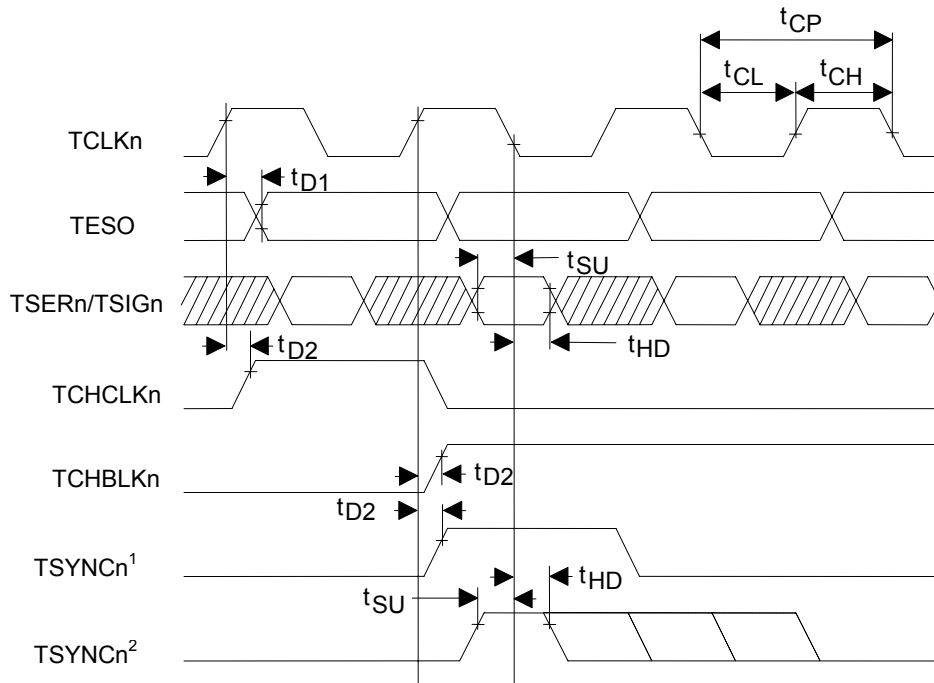 tCP
tCL tCH
TCLKn
tD1
TESO
tSU
TSERn/TSIGn
tD2 tHD
TCHCLKn
TCHBLKn tD2
tD2
TSYNCn1
tSU tHD
TSYNCn2